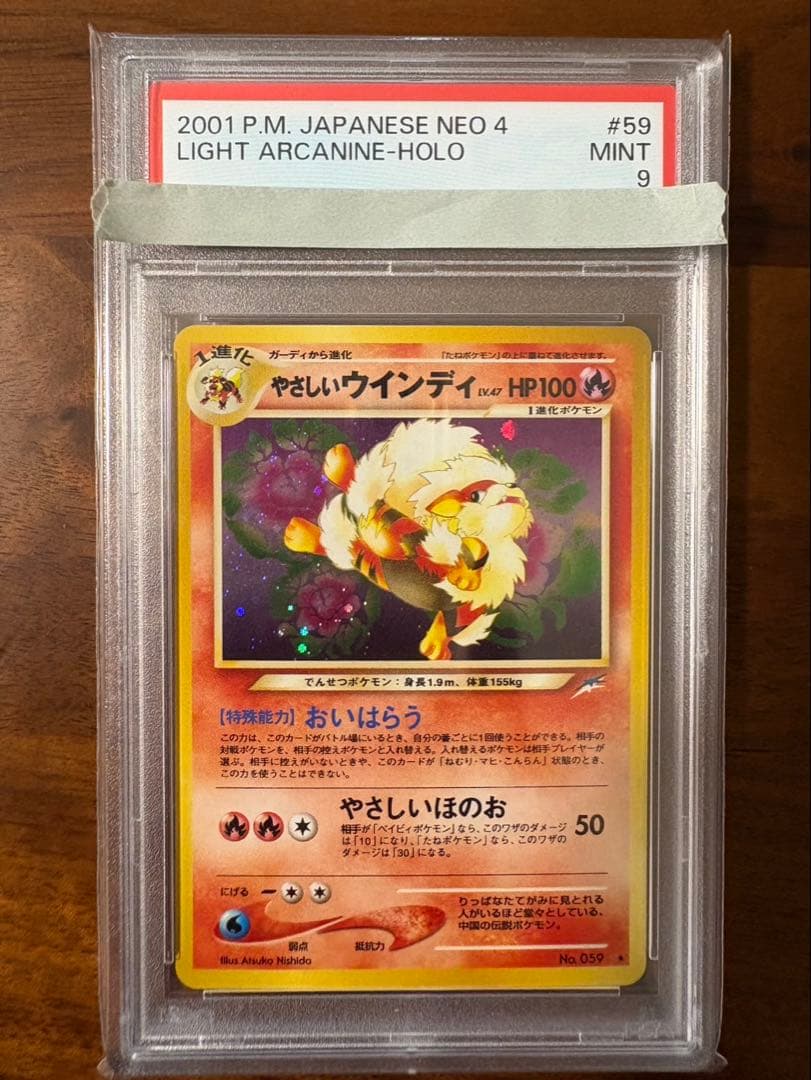 2001 P.M. JAPANESE NEO 4 #59
LIGHT ARCANINE-HOLO MINT
9
1進化 ガーディから進化 「たねポケモン」の上に重ねて進化させます。
やさしいウインディ LV.47 HP100
1進化ポケモン
でんせつポケモン：身長1.9m、体重155kg
【特殊能力】おいはらう
この力は、このカードがバトル場にいるとき、自分の番ごとに1回使うことができる。相手の
対戦ポケモンを、相手の控えポケモンと入れ替える。入れ替えるポケモンは相手プレイヤーが
選ぶ。相手に控えがいないときや、このカードが「ねむり・マヒ・こんらん」状態のとき、
この力を使うことはできない。
やさしいほのお
相手が「ベイビィポケモン」なら、このワザのダメージ
は「10」になり、「たねポケモン」なら、このワザの
ダメージは「30」になる。
50
にげる
りっぱなたてがみに見とれる
人がいるほど堂々としている、
中国の伝説ポケモン。
弱点 抵抗力
Illus Atsuko Nishida No. 059 ★